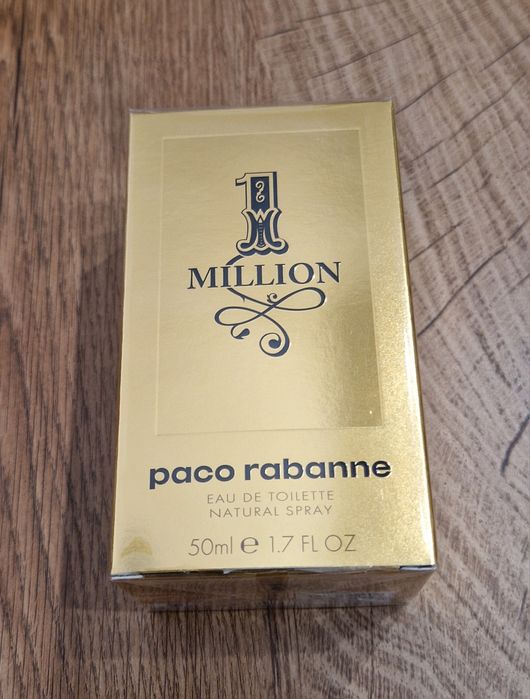 1
MILLION
paco rabanne
EAU DE TOILETTE
NATURAL SPRAY
50ml e 1.7 FL OZ